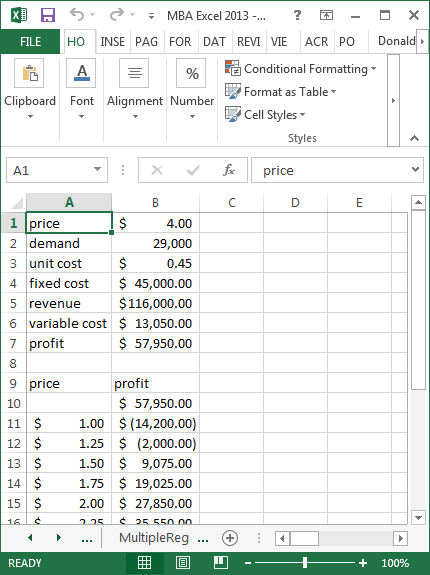 MBA Excel 2013 -...
FILE HO INSE PAG FOR DAT REVI VIE ACR PO Donald
Clipboard Font Alignment Number
Conditional Formatting
Format as Table
Cell Styles
Styles
A1 fx price
A B C D E
1 price $ 4.00
2 demand 29,000
3 unit cost $ 0.45
4 fixed cost $ 45,000.00
5 revenue $116,000.00
6 variable cost $ 13,050.00
7 profit $ 57,950.00
8
9 price profit
10 $ 57,950.00
11 $ 1.00 $ (14,200.00)
12 $ 1.25 $ (2,000.00)
13 $ 1.50 $ 9,075.00
14 $ 1.75 $ 19,025.00
15 $ 2.00 $ 27,850.00
16 $ 2.25 $ 35,550.00
... MultipleReg ...
READY 100%